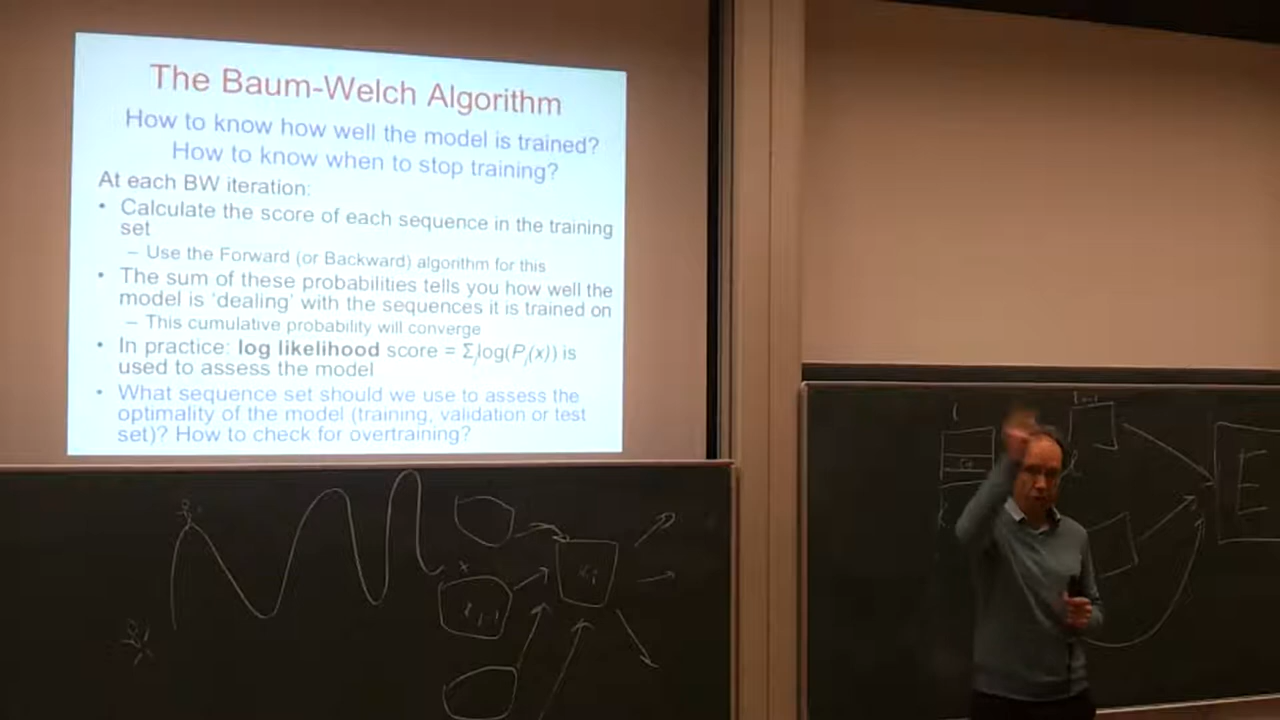 The Baum-Welch Algorithm
How to know how well the model is trained?
How to know when to stop training?
At each BW iteration:
• Calculate the score of each sequence in the training
set
– Use the Forward (or Backward) algorithm for this
• The sum of these probabilities tells you how well the
model is 'dealing' with the sequences it is trained on
– This cumulative probability will converge
• In practice: log likelihood score = Σⱼlog(Pⱼ(x)) is
used to assess the model
• What sequence set should we use to assess the
optimality of the model (training, validation or test
set)? How to check for overtraining?
E